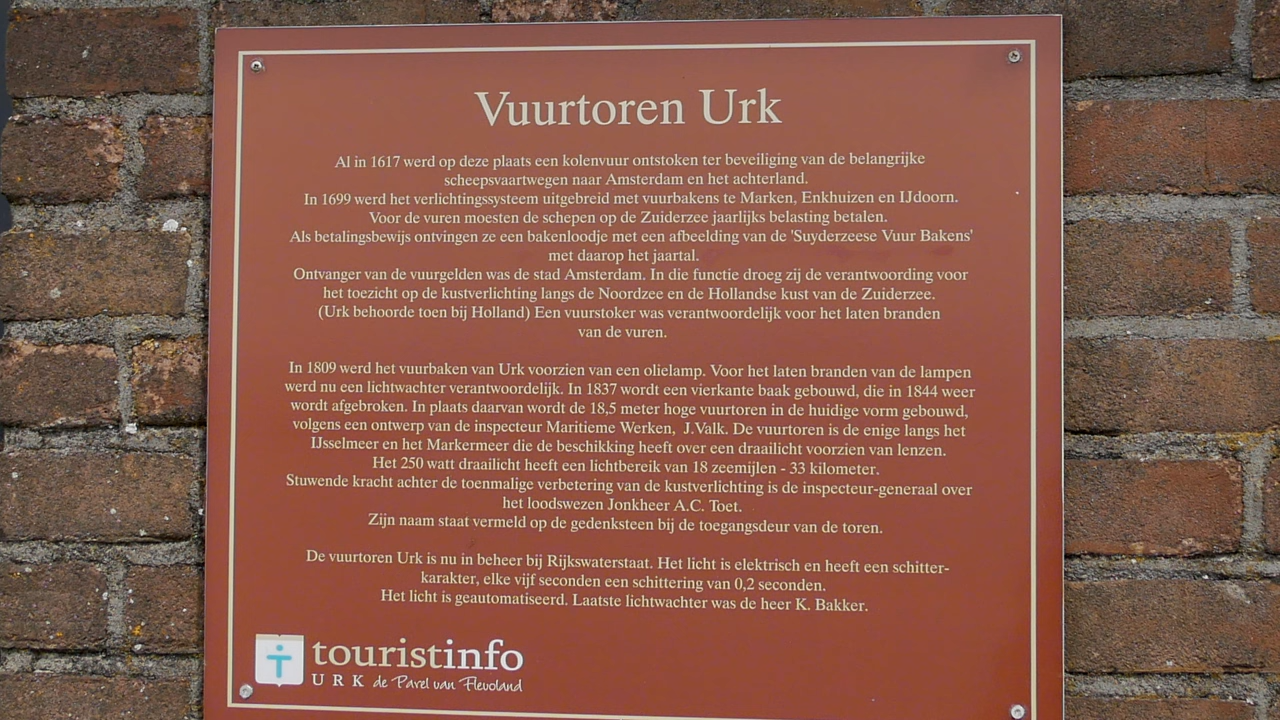 Vuurtoren Urk
Al in 1617 werd op deze plaats een kolenvuur ontstoken ter beveiliging van de belangrijke
scheepsvaartwegen naar Amsterdam en het achterland.
In 1699 werd het verlichtingssysteem uitgebreid met vuurbakens te Marken, Enkhuizen en IJdoorn.
Voor de vuren moesten de schepen op de Zuiderzee jaarlijks belasting betalen.
Als betalingsbewijs ontvingen ze een bakenloodje met een afbeelding van de 'Suyderzeese Vuur Bakens'
met daarop het jaartal.
Ontvanger van de vuurgelden was de stad Amsterdam. In die functie droeg zij de verantwoording voor
het toezicht op de kustverlichting langs de Noordzee en de Hollandse kust van de Zuiderzee.
(Urk behoorde toen bij Holland) Een vuurstoker was verantwoordelijk voor het laten branden
van de vuren.
In 1809 werd het vuurbaken van Urk voorzien van een olielamp. Voor het laten branden van de lampen
werd nu een lichtwachter verantwoordelijk. In 1837 wordt een vierkante baak gebouwd, die in 1844 weer
wordt afgebroken. In plaats daarvan wordt de 18,5 meter hoge vuurtoren in de huidige vorm gebouwd,
volgens een ontwerp van de inspecteur Maritieme Werken, J.Valk. De vuurtoren is de enige langs het
IJsselmeer en het Markermeer die de beschikking heeft over een draailicht voorzien van lenzen.
Het 250 watt draailicht heeft een lichtbereik van 18 zeemijlen - 33 kilometer.
Stuwende kracht achter de toenmalige verbetering van de kustverlichting is de inspecteur-generaal over
het loodswezen Jonkheer A.C. Toet.
Zijn naam staat vermeld op de gedenksteen bij de toegangsdeur van de toren.
De vuurtoren Urk is nu in beheer bij Rijkswaterstaat. Het licht is elektrisch en heeft een schitter-
karakter, elke vijf seconden een schittering van 0,2 seconden.
Het licht is geautomatiseerd. Laatste lichtwachter was de heer K. Bakker.
touristinfo
URK de Parel van Flevoland